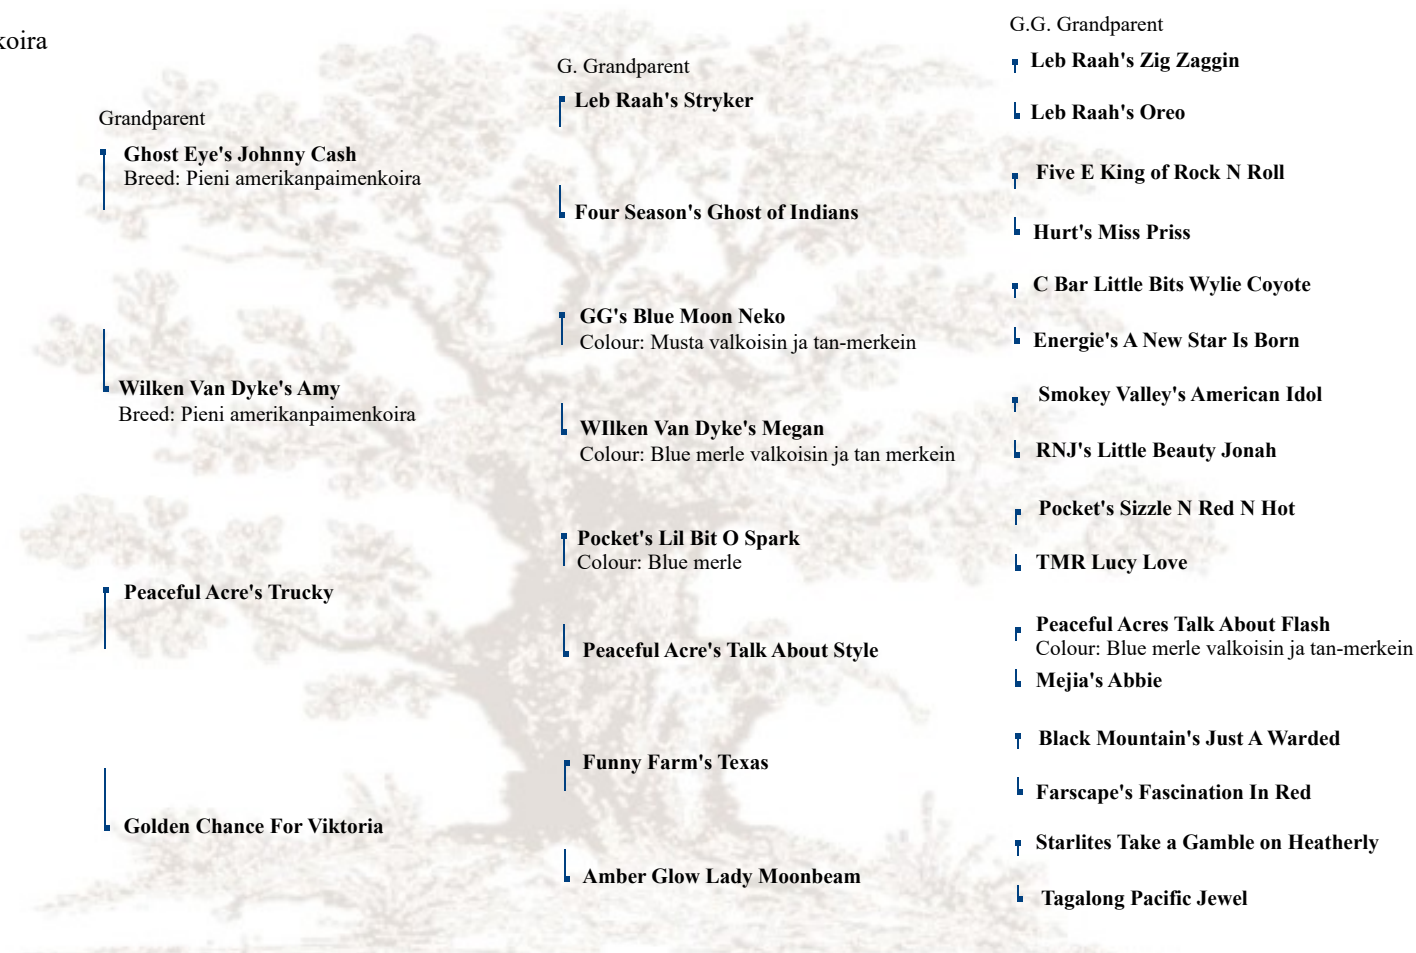 koira
Grandparent
Ghost Eye's Johnny Cash
Breed: Pieni amerikanpaimenkoira
Wilken Van Dyke's Amy
Breed: Pieni amerikanpaimenkoira
Peaceful Acre's Trucky
Golden Chance For Viktoria
G. Grandparent
Leb Raah's Stryker
Four Season's Ghost of Indians
GG's Blue Moon Neko
Colour: Musta valkoisin ja tan-merkein
WIlken Van Dyke's Megan
Colour: Blue merle valkoisin ja tan merkein
Pocket's Lil Bit O Spark
Colour: Blue merle
Peaceful Acre's Talk About Style
Funny Farm's Texas
Amber Glow Lady Moonbeam
G.G. Grandparent
Leb Raah's Zig Zaggin
Leb Raah's Oreo
Five E King of Rock N Roll
Hurt's Miss Priss
C Bar Little Bits Wylie Coyote
Energie's A New Star Is Born
Smokey Valley's American Idol
RNJ's Little Beauty Jonah
Pocket's Sizzle N Red N Hot
TMR Lucy Love
Peaceful Acres Talk About Flash
Colour: Blue merle valkoisin ja tan-merkein
Mejia's Abbie
Black Mountain's Just A Warded
Farscape's Fascination In Red
Starlites Take a Gamble on Heatherly
Tagalong Pacific Jewel